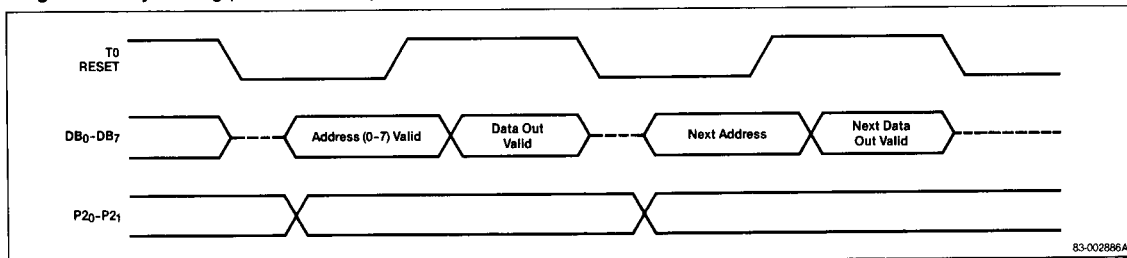 T0
RESET
DB0-DB7
Address (0–7) Valid
Data Out
Valid
Next Address
Next Data
Out Valid
P20-P21
83-002886A